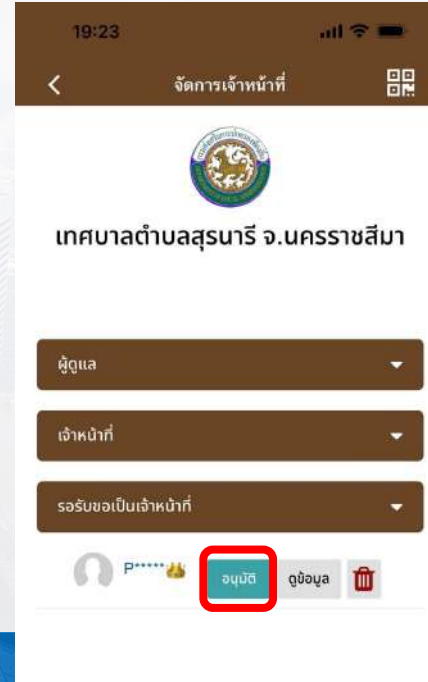 19:23
จัดการเจ้าหน้าที่
เทศบาลตำบลสุรนารี จ.นครราชสีมา
ผู้ดูแล
เจ้าหน้าที่
รอรับขอเป็นเจ้าหน้าที่
P*****👑 อนุมัติ ดูข้อมูล